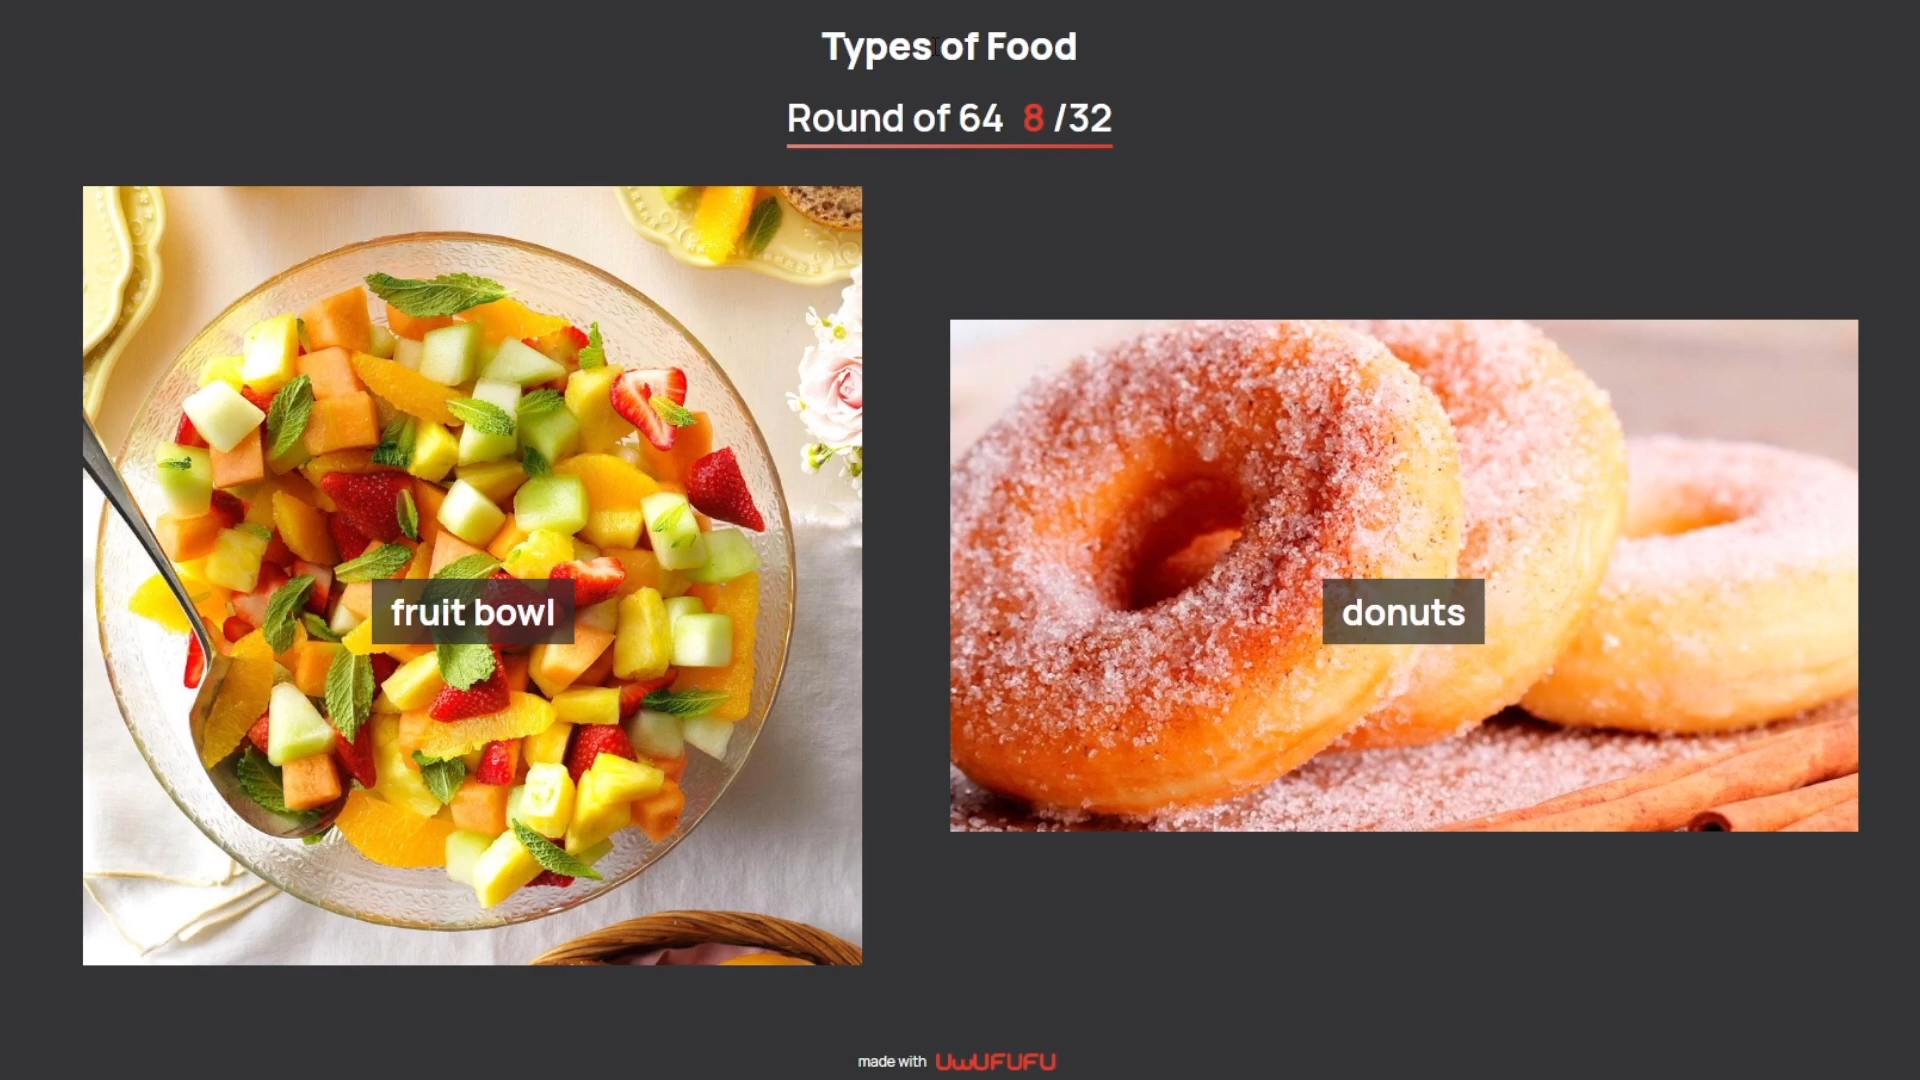 Types of Food
Round of 64 8 /32
fruit bowl
donuts
made with UwUFUFU